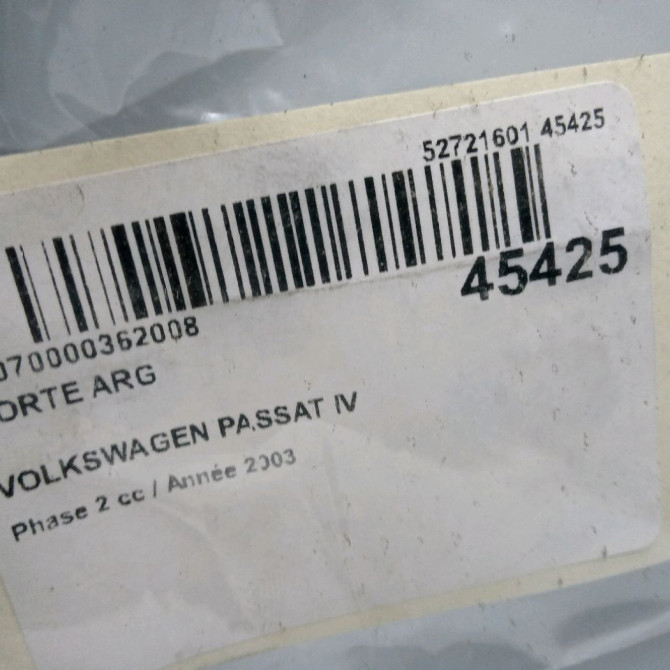 52721601 45425
45425
070000362008
ORTE ARG
VOLKSWAGEN PASSAT IV
Phase 2 cc / Année 2003